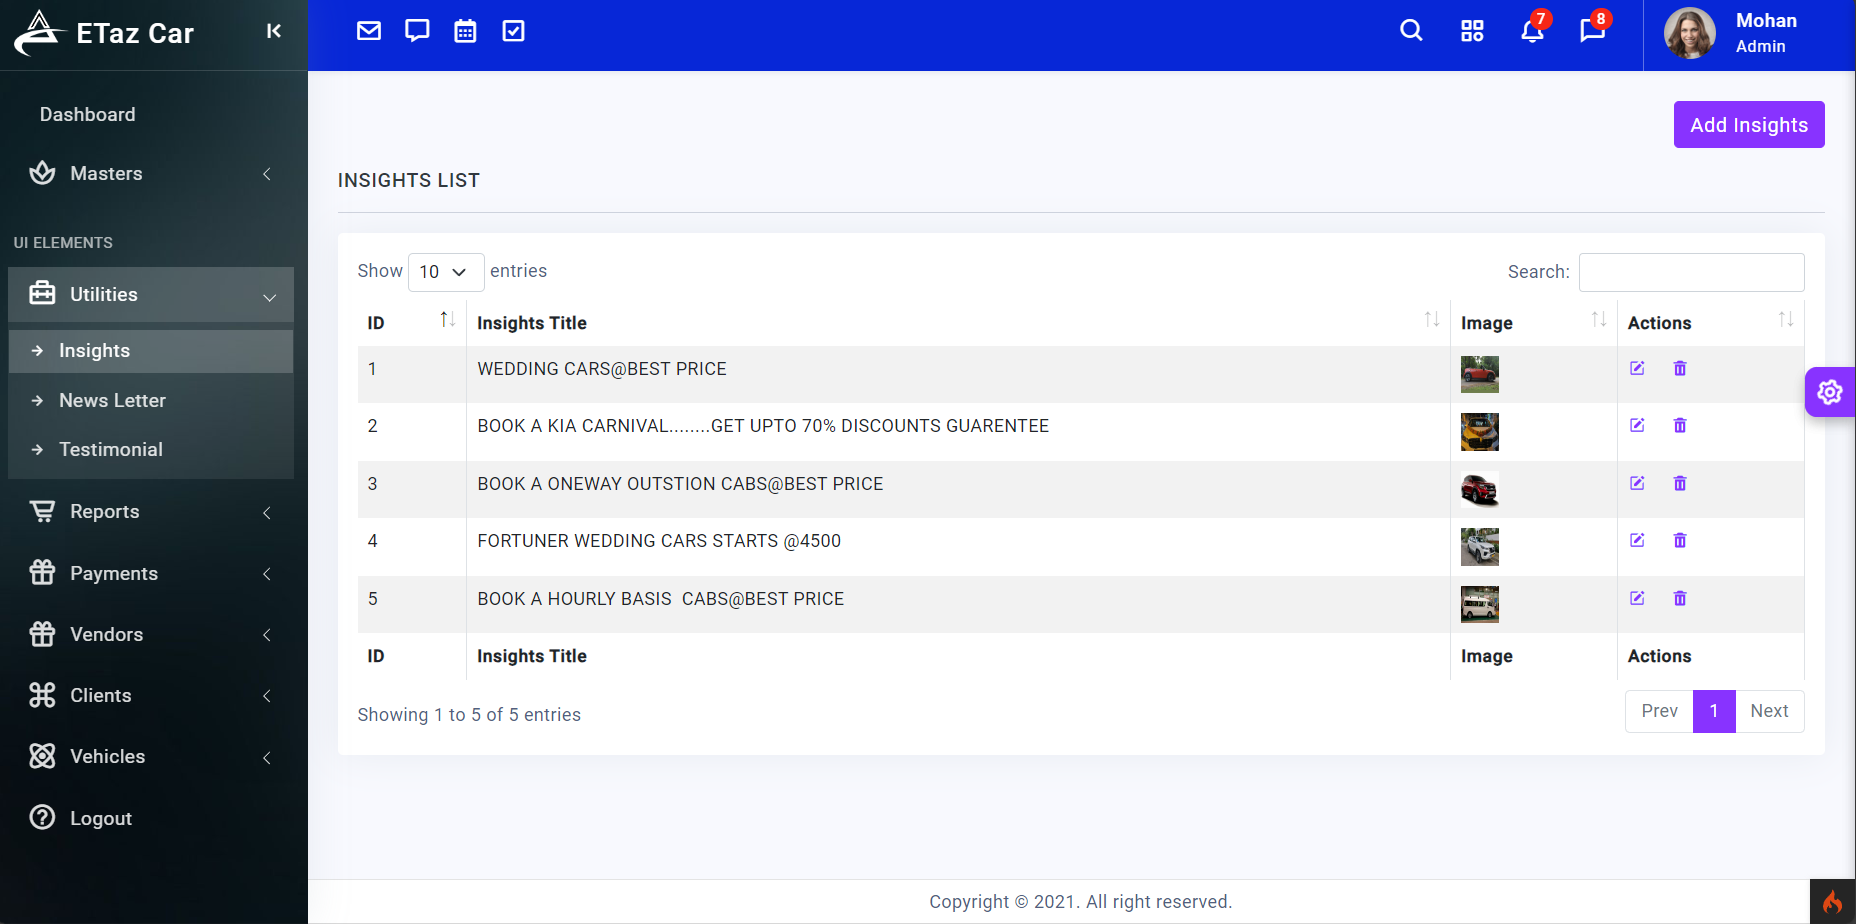 ETaz Car
7
8
Mohan
Admin
Dashboard
Masters
UI ELEMENTS
Utilities
Insights
News Letter
Testimonial
Reports
Payments
Vendors
Clients
Vehicles
Logout
Add Insights
INSIGHTS LIST
Show 10 entries
Search:
ID Insights Title Image Actions
1 WEDDING CARS@BEST PRICE
2 BOOK A KIA CARNIVAL........GET UPTO 70% DISCOUNTS GUARENTEE
3 BOOK A ONEWAY OUTSTION CABS@BEST PRICE
4 FORTUNER WEDDING CARS STARTS @4500
5 BOOK A HOURLY BASIS  CABS@BEST PRICE
ID Insights Title Image Actions
Showing 1 to 5 of 5 entries
Prev 1 Next
Copyright © 2021. All right reserved.